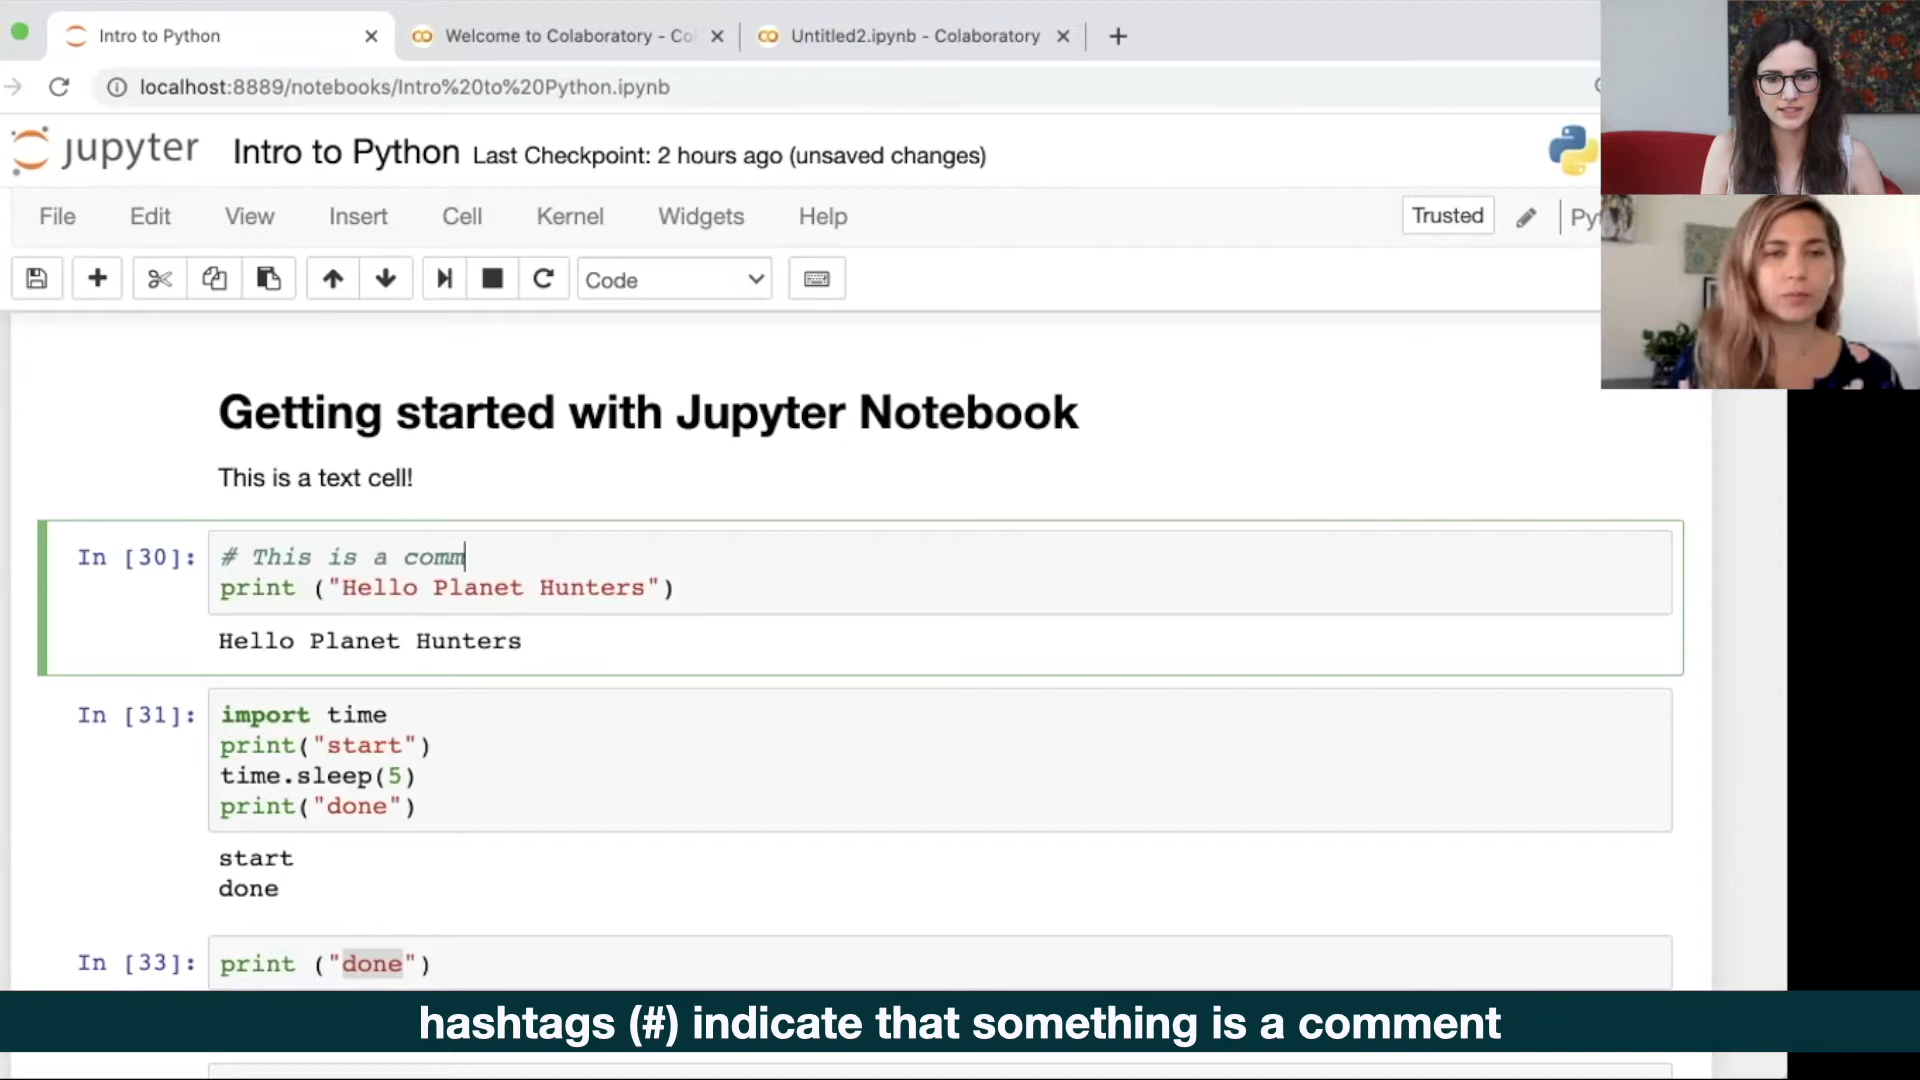 Intro to Python
Welcome to Colaboratory - Co
Untitled2.ipynb - Colaboratory
localhost:8889/notebooks/Intro%20to%20Python.ipynb
jupyter Intro to Python Last Checkpoint: 2 hours ago (unsaved changes)
File Edit View Insert Cell Kernel Widgets Help Trusted Pyt
Code
Getting started with Jupyter Notebook
This is a text cell!
In [30]: # This is a comm
print ("Hello Planet Hunters")
Hello Planet Hunters
In [31]: import time
print("start")
time.sleep(5)
print("done")
start
done
In [33]: print ("done")
hashtags (#) indicate that something is a comment